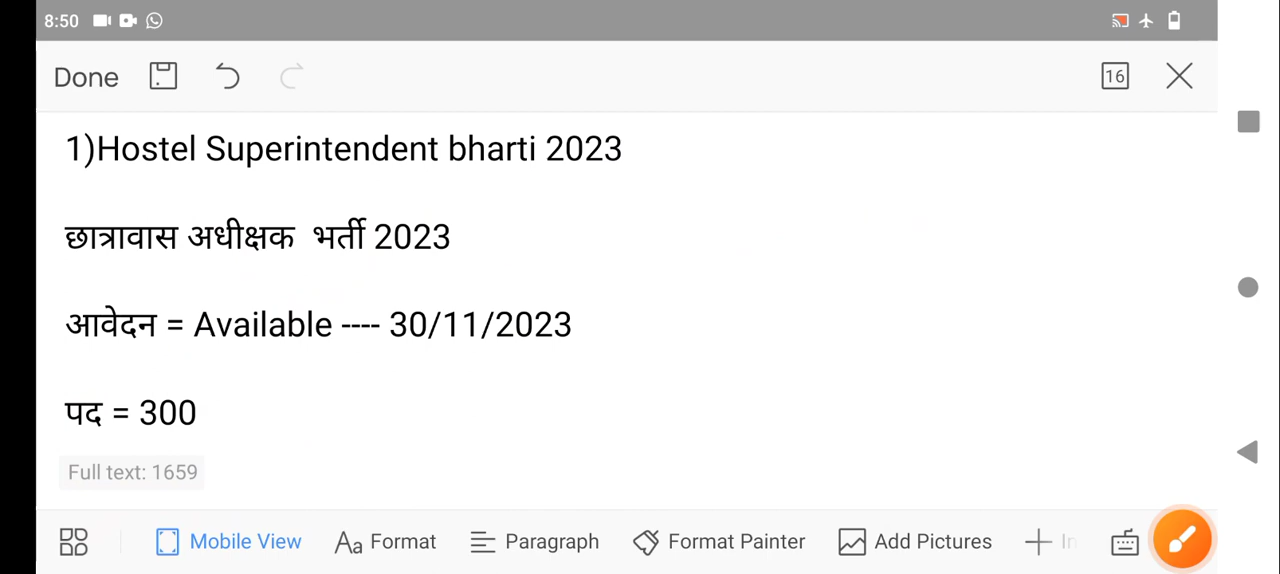 8:50
Done
16
1)Hostel Superintendent bharti 2023
छात्रावास अधीक्षक  भर्ती 2023
आवेदन = Available ---- 30/11/2023
पद = 300
Full text: 1659
Mobile View Format Paragraph Format Painter Add Pictures In